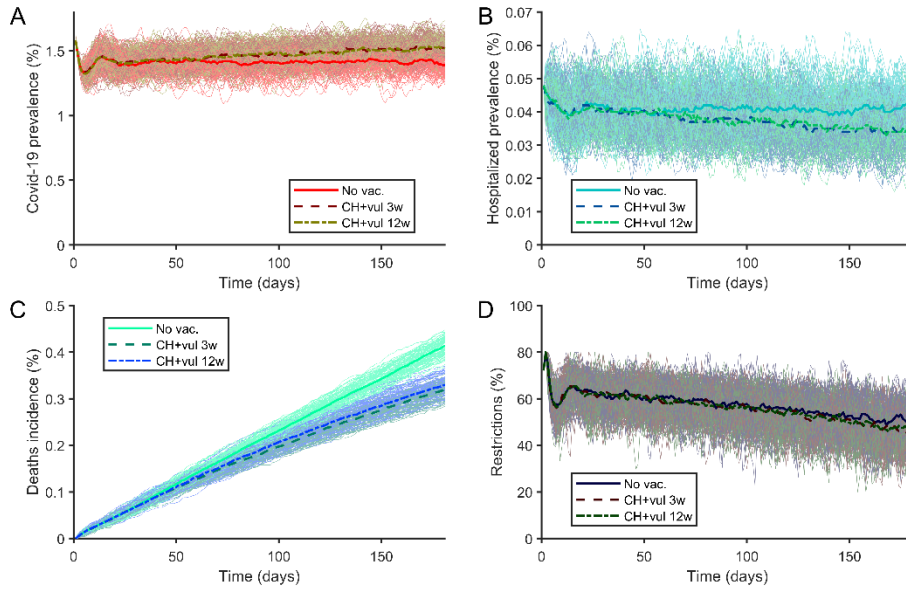 A
Covid-19 prevalence (%)
1.5
1
0.5
0
0
50
100
150
Time (days)
No vac.
CH+vul 3w
CH+vul 12w
B
Hospitalized prevalence (%)
0.07
0.06
0.05
0.04
0.03
0.02
0.01
0
0
50
100
150
Time (days)
No vac.
CH+vul 3w
CH+vul 12w
C
Deaths incidence (%)
0.5
0.4
0.3
0.2
0.1
0
0
50
100
150
Time (days)
No vac.
CH+vul 3w
CH+vul 12w
D
Restrictions (%)
100
80
60
40
20
0
0
50
100
150
Time (days)
No vac.
CH+vul 3w
CH+vul 12w